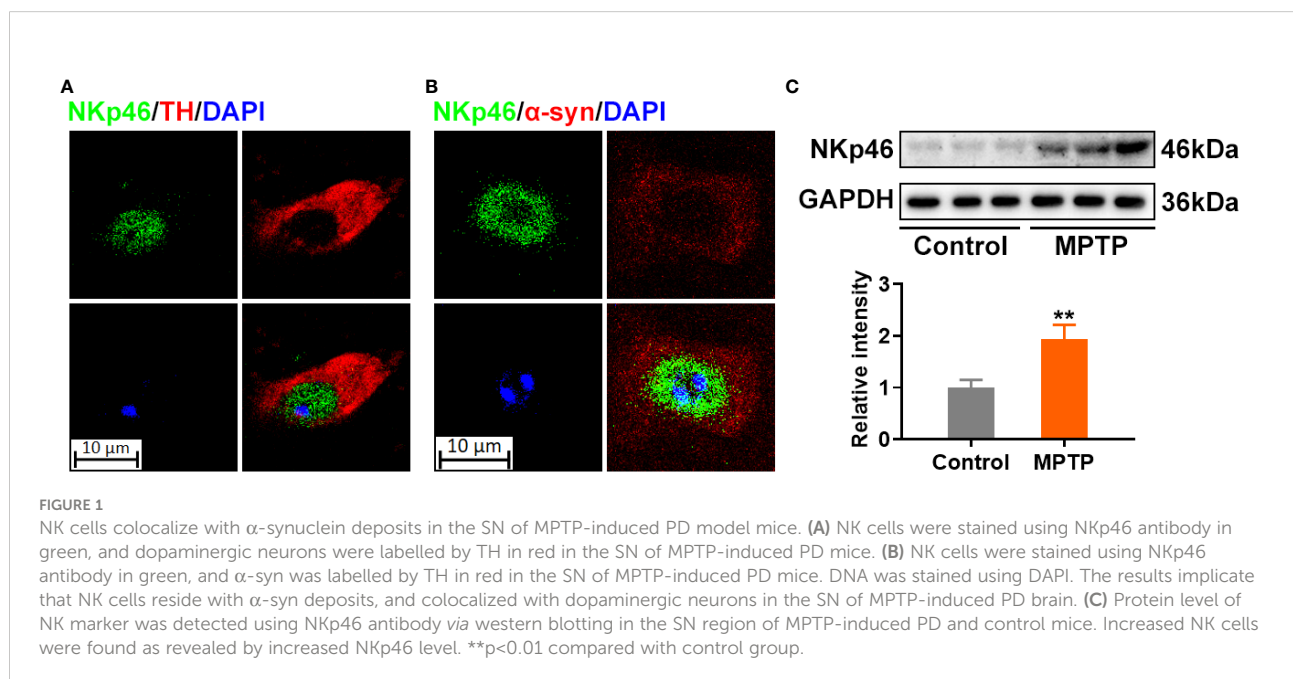 A
NKp46/TH/DAPI
10 µm
B
NKp46/α-syn/DAPI
10 µm
C
NKp46
46kDa
GAPDH
36kDa
Control
MPTP
Relative intensity
3
2
1
0
**
Control
MPTP
FIGURE 1
NK cells colocalize with α-synuclein deposits in the SN of MPTP-induced PD model mice. (A) NK cells were stained using NKp46 antibody in
green, and dopaminergic neurons were labelled by TH in red in the SN of MPTP-induced PD mice. (B) NK cells were stained using NKp46
antibody in green, and α-syn was labelled by TH in red in the SN of MPTP-induced PD mice. DNA was stained using DAPI. The results implicate
that NK cells reside with α-syn deposits, and colocalized with dopaminergic neurons in the SN of MPTP-induced PD brain. (C) Protein level of
NK marker was detected using NKp46 antibody via western blotting in the SN region of MPTP-induced PD and control mice. Increased NK cells
were found as revealed by increased NKp46 level. **p<0.01 compared with control group.